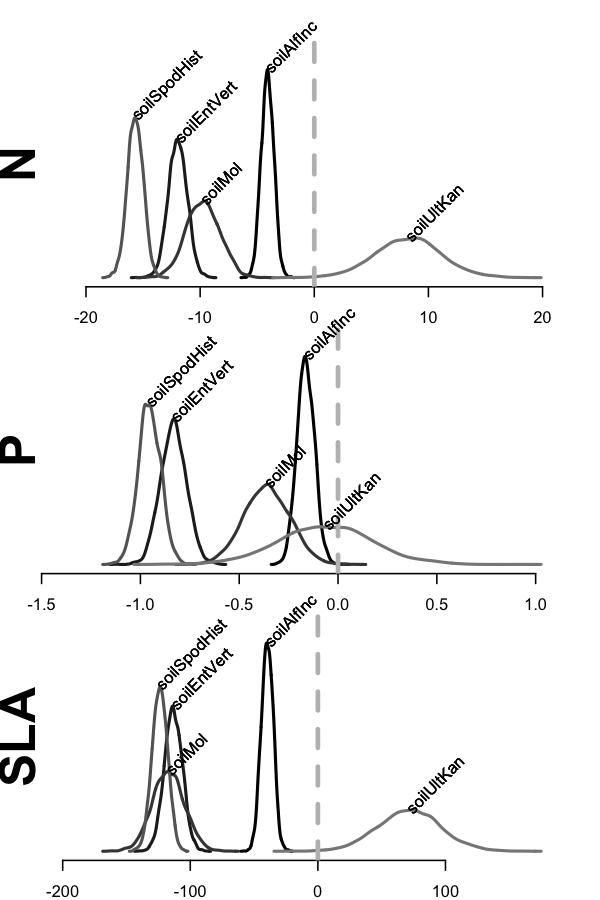 N
soilSpodHist
soilEntVert
soilMol
soilAlfInc
soilUltKan
-20 -10 0 10 20
P
soilSpodHist
soilEntVert
soilMol
soilAlfInc
soilUltKan
-1.5 -1.0 -0.5 0.0 0.5 1.0
SLA
soilSpodHist
soilEntVert
soilMol
soilAlfInc
soilUltKan
-200 -100 0 100